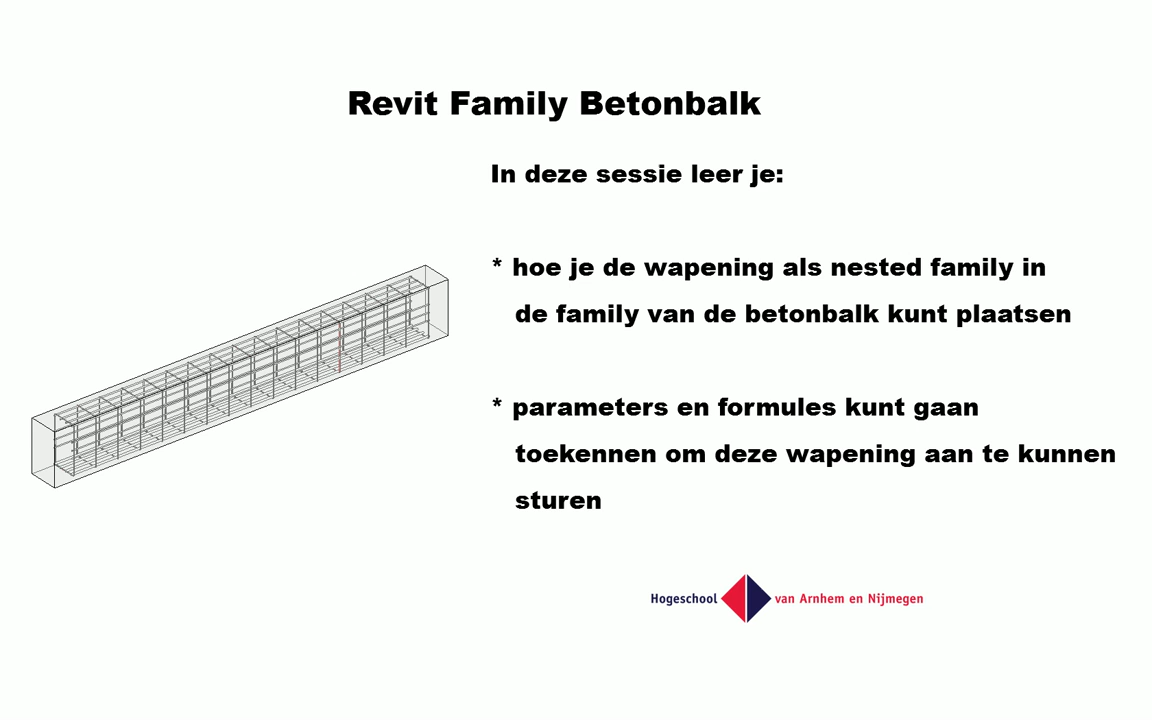 Revit Family Betonbalk
In deze sessie leer je:
* hoe je de wapening als nested family in
de family van de betonbalk kunt plaatsen
* parameters en formules kunt gaan
toekennen om deze wapening aan te kunnen
sturen
Hogeschool van Arnhem en Nijmegen